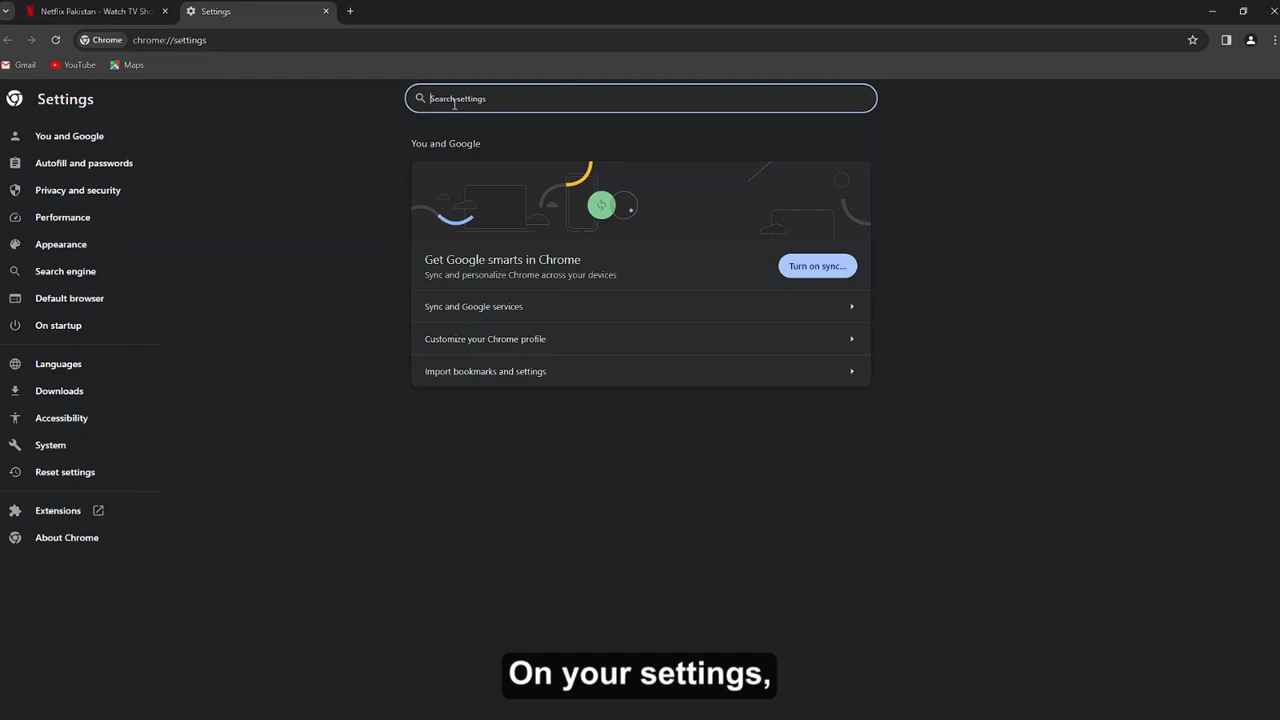 Netflix Pakistan - Watch TV Sho
Settings
Chrome
chrome://settings
Gmail
YouTube
Maps
Settings
Search settings
You and Google
Autofill and passwords
Privacy and security
Performance
Appearance
Search engine
Default browser
On startup
Languages
Downloads
Accessibility
System
Reset settings
Extensions
About Chrome
You and Google
Get Google smarts in Chrome
Sync and personalize Chrome across your devices
Turn on sync...
Sync and Google services
Customize your Chrome profile
Import bookmarks and settings
On your settings,